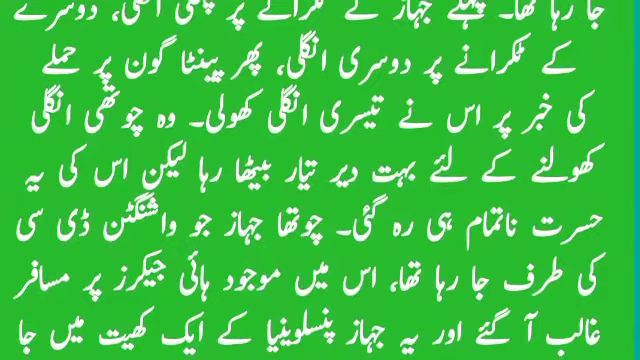 جا رہا تھا۔ پہلے جہاز کے ٹکرانے پر پہلی انگلی، دوسرے
کے ٹکرانے پر دوسری انگلی، پھر پینٹا گون پر حملے
کی خبر پر اس نے تیسری انگلی کھولی۔ وہ چوتھی انگلی
کھولنے کے لئے بہت دیر تیار بیٹھا رہا لیکن اس کی یہ
حسرت ناتمام ہی رہ گئی۔ چوتھا جہاز جو واشنگٹن ڈی سی
کی طرف جا رہا تھا، اس میں موجود ہائی جیکرز پر مسافر
غالب آ گئے اور یہ جہاز پنسلوینیا کے ایک کھیت میں جا